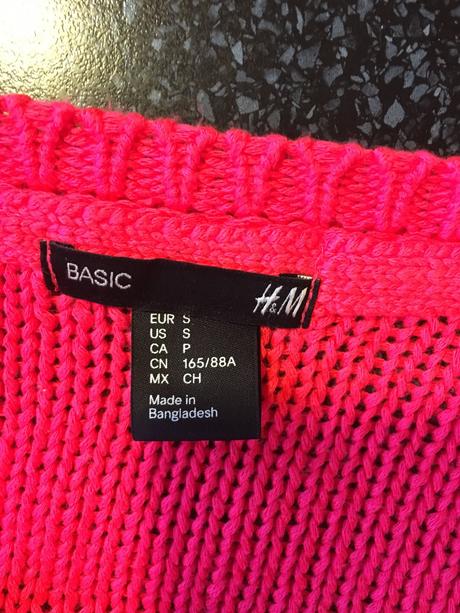 BASIC H&M
EUR S
US S
CA P
CN 165/88A
MX CH
Made in
Bangladesh